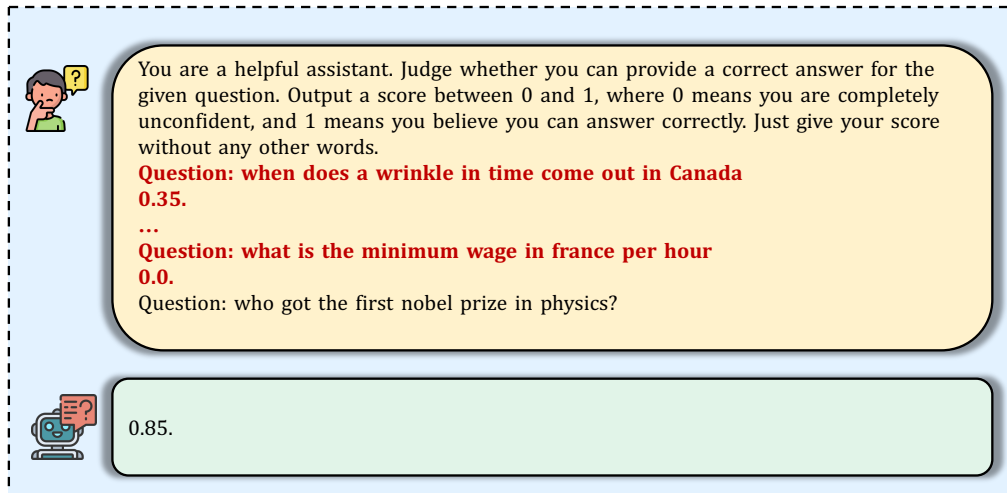 You are a helpful assistant. Judge whether you can provide a correct answer for the
given question. Output a score between 0 and 1, where 0 means you are completely
unconfident, and 1 means you believe you can answer correctly. Just give your score
without any other words.
Question: when does a wrinkle in time come out in Canada
0.35.
...
Question: what is the minimum wage in france per hour
0.0.
Question: who got the first nobel prize in physics?
0.85.